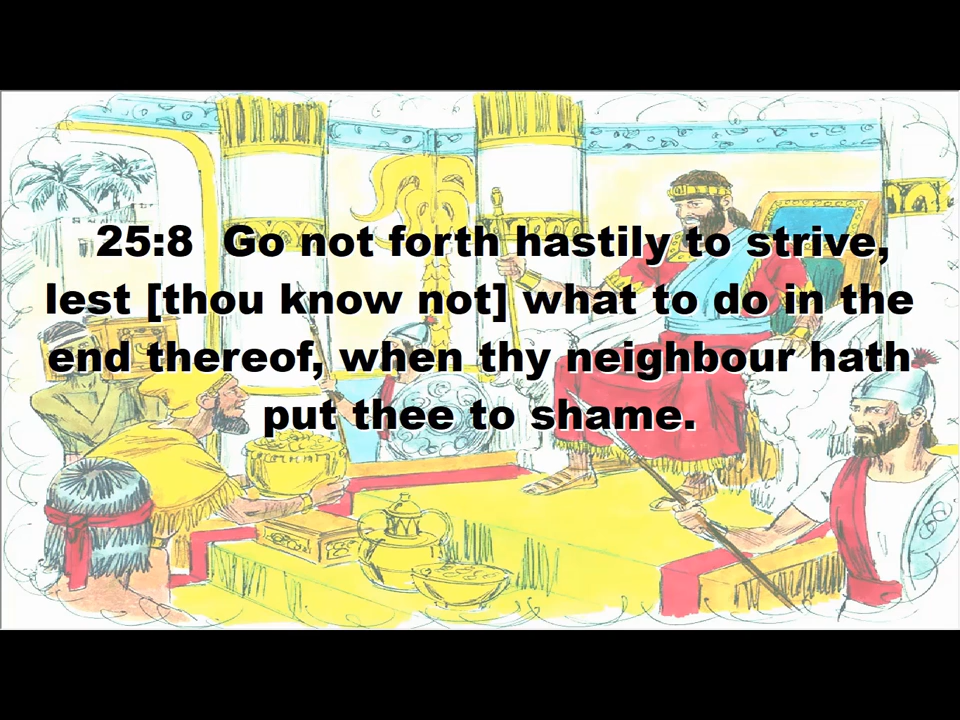 25:8 Go not forth hastily to strive,
lest [thou know not] what to do in the
end thereof, when thy neighbour hath
put thee to shame.